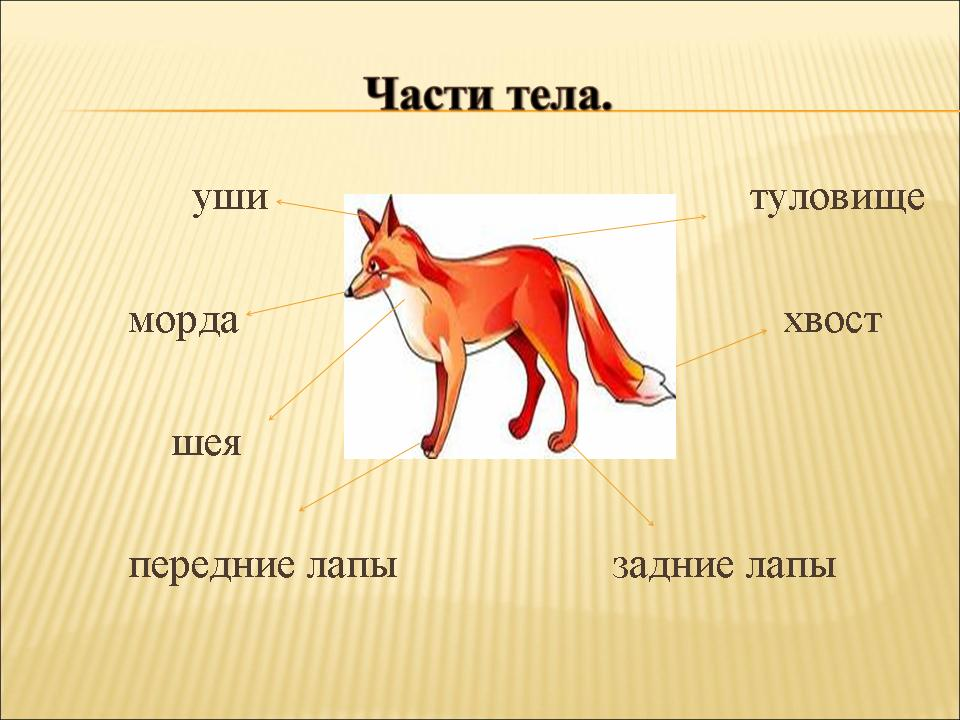 Части тела.
уши туловище
морда хвост
шея
передние лапы задние лапы